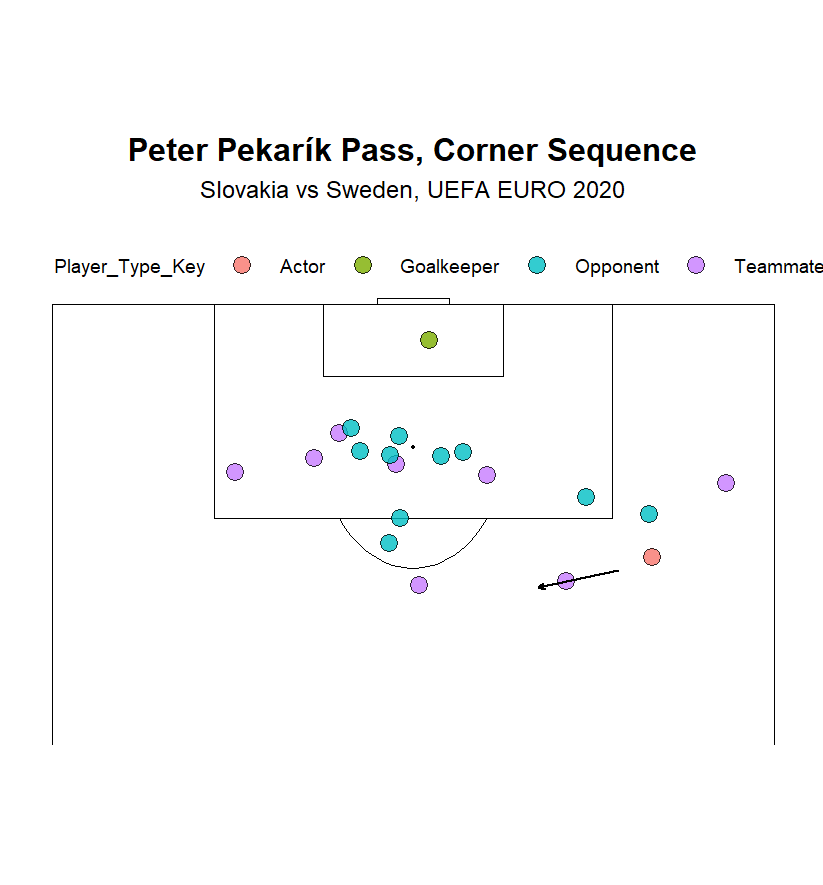 Peter Pekarík Pass, Corner Sequence
Slovakia vs Sweden, UEFA EURO 2020
Player_Type_Key Actor Goalkeeper Opponent Teammate